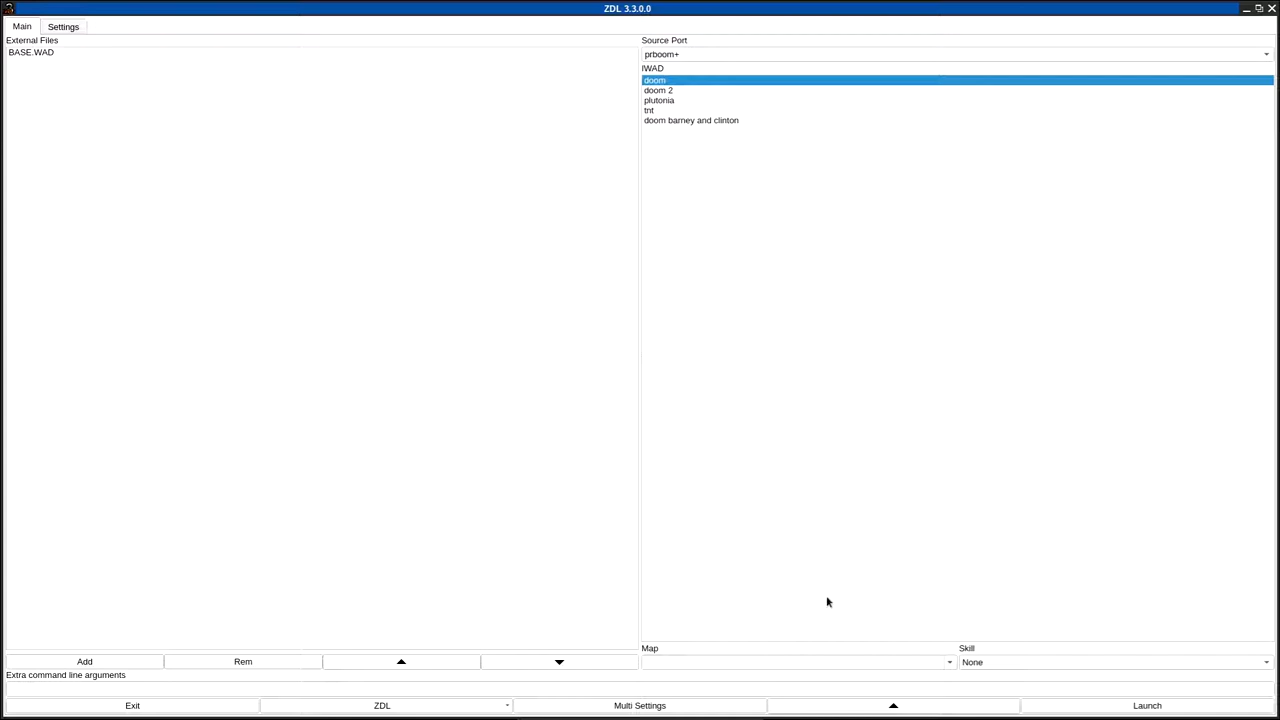 ZDL 3.3.0.0
Main Settings
External Files
BASE.WAD
Source Port
prboom+
IWAD
doom
doom 2
plutonia
tnt
doom barney and clinton
Map Skill
None
Add Rem
Extra command line arguments
Exit ZDL Multi Settings Launch